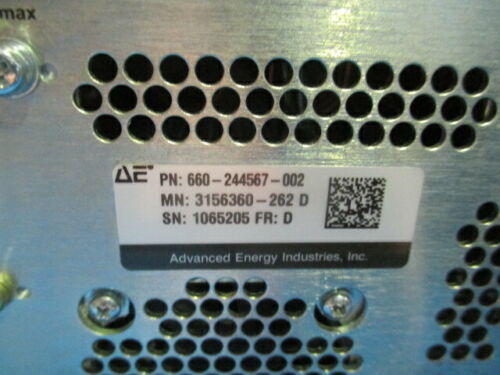 max
AE PN: 660-244567-002
MN: 3156360-262 D
SN: 1065205 FR: D
Advanced Energy Industries, Inc.